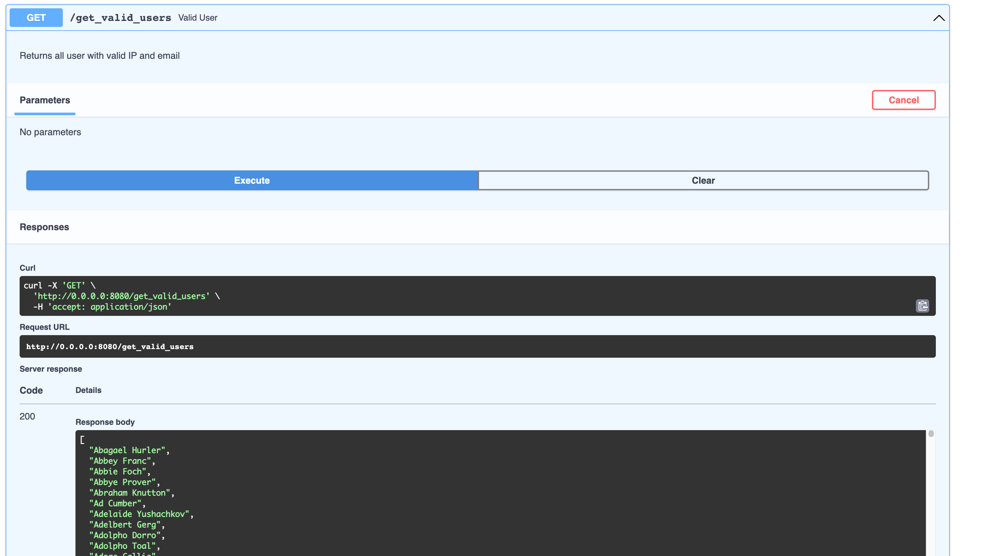 GET /get_valid_users Valid User
Returns all user with valid IP and email
Parameters
Cancel
No parameters
Execute
Clear
Responses
Curl
curl -X 'GET' \
  'http://0.0.0.0:8080/get_valid_users' \
  -H 'accept: application/json'
Request URL
http://0.0.0.0:8080/get_valid_users
Server response
Code Details
200
Response body
[
  "Abagael Hurler",
  "Abbey Franc",
  "Abbie Foch",
  "Abbye Prover",
  "Abraham Knutton",
  "Ad Cumber",
  "Adelaide Yushachkov",
  "Adelbert Gerg",
  "Adolpho Dorro",
  "Adolpho Toal",